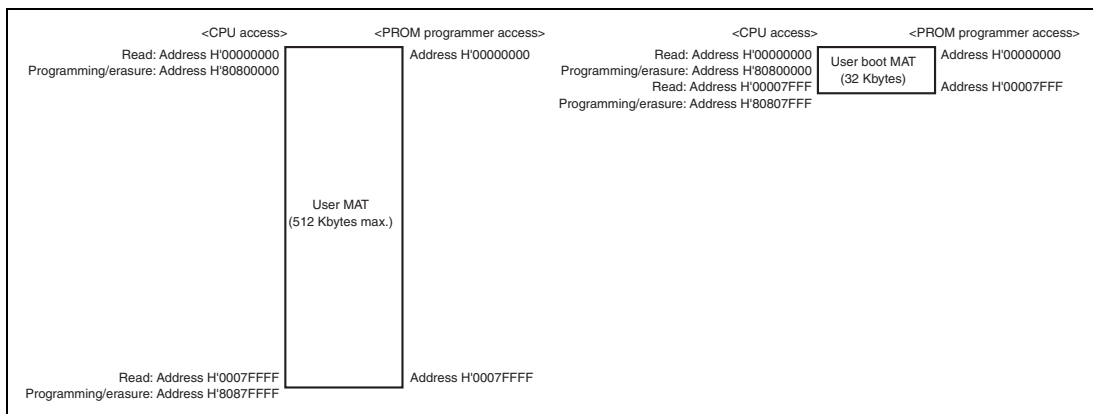 <CPU access>
<PROM programmer access>
Read: Address H'00000000
Address H'00000000
Programming/erasure: Address H'80800000
User MAT
(512 Kbytes max.)
Read: Address H'0007FFFF
Address H'0007FFFF
Programming/erasure: Address H'8087FFFF
<CPU access>
<PROM programmer access>
Read: Address H'00000000
Address H'00000000
Programming/erasure: Address H'80800000
User boot MAT
(32 Kbytes)
Read: Address H'00007FFF
Address H'00007FFF
Programming/erasure: Address H'80807FFF